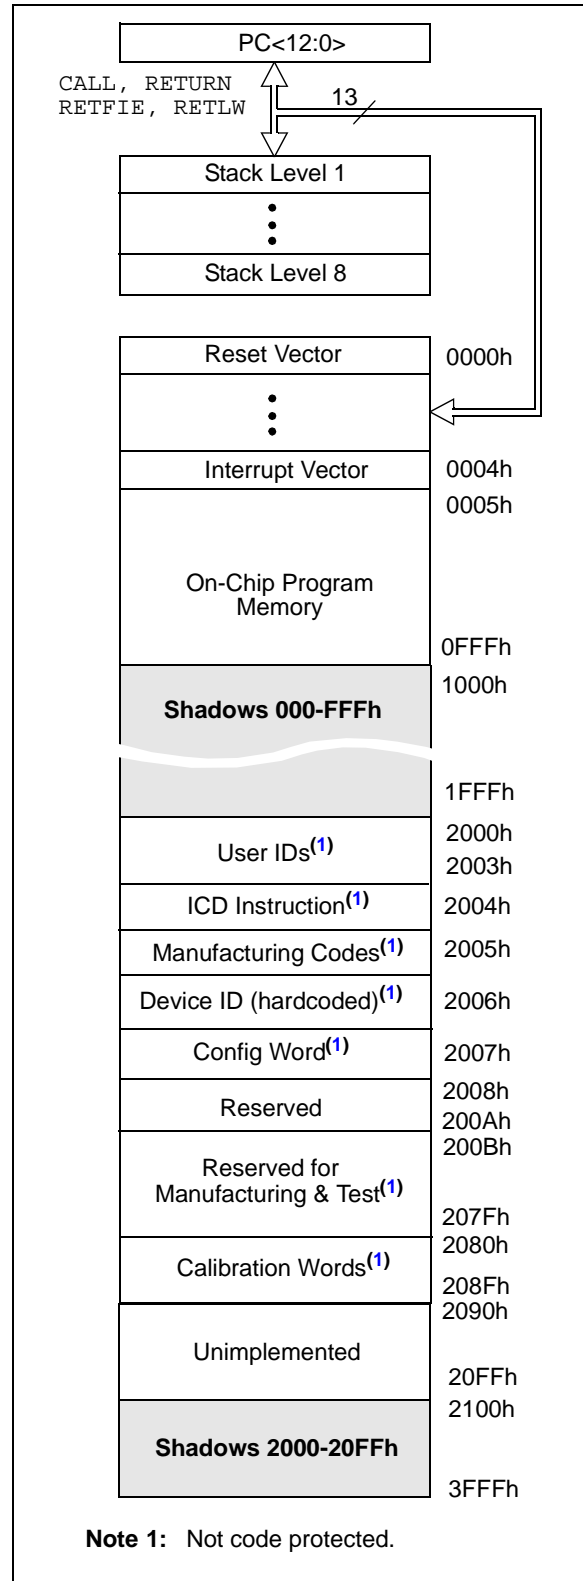 PC<12:0>
CALL, RETURN
RETFIE, RETLW
13
Stack Level 1
Stack Level 8
Reset Vector
0000h
Interrupt Vector
0004h
0005h
On-Chip Program
Memory
0FFFh
1000h
Shadows 000-FFFh
1FFFh
2000h
User IDs(1)
2003h
ICD Instruction(1)
2004h
Manufacturing Codes(1)
2005h
Device ID (hardcoded)(1)
2006h
Config Word(1)
2007h
2008h
Reserved
200Ah
200Bh
Reserved for
Manufacturing & Test(1)
207Fh
2080h
Calibration Words(1)
208Fh
2090h
Unimplemented
20FFh
2100h
Shadows 2000-20FFh
3FFFh
Note 1: Not code protected.